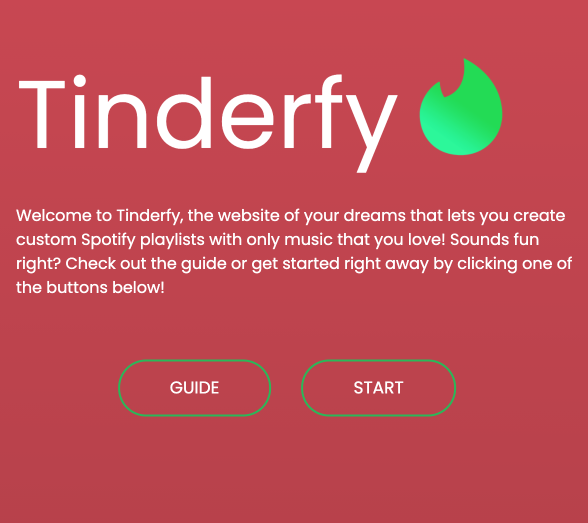 Tinderfy
Welcome to Tinderfy, the website of your dreams that lets you create
custom Spotify playlists with only music that you love! Sounds fun
right? Check out the guide or get started right away by clicking one of
the buttons below!
GUIDE
START